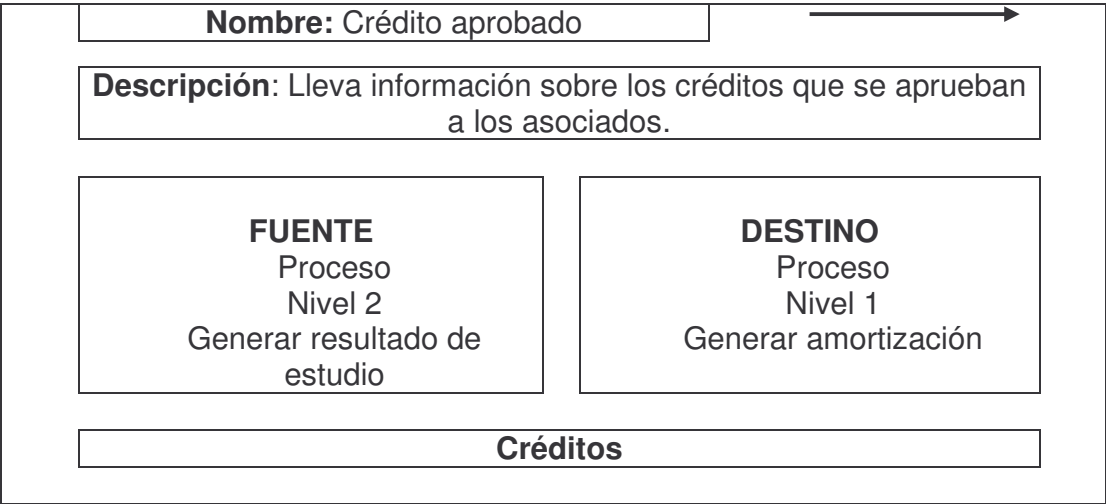 Nombre: Crédito aprobado
Descripción: Lleva información sobre los créditos que se aprueban
a los asociados.
FUENTE
Proceso
Nivel 2
Generar resultado de
estudio
DESTINO
Proceso
Nivel 1
Generar amortización
Créditos